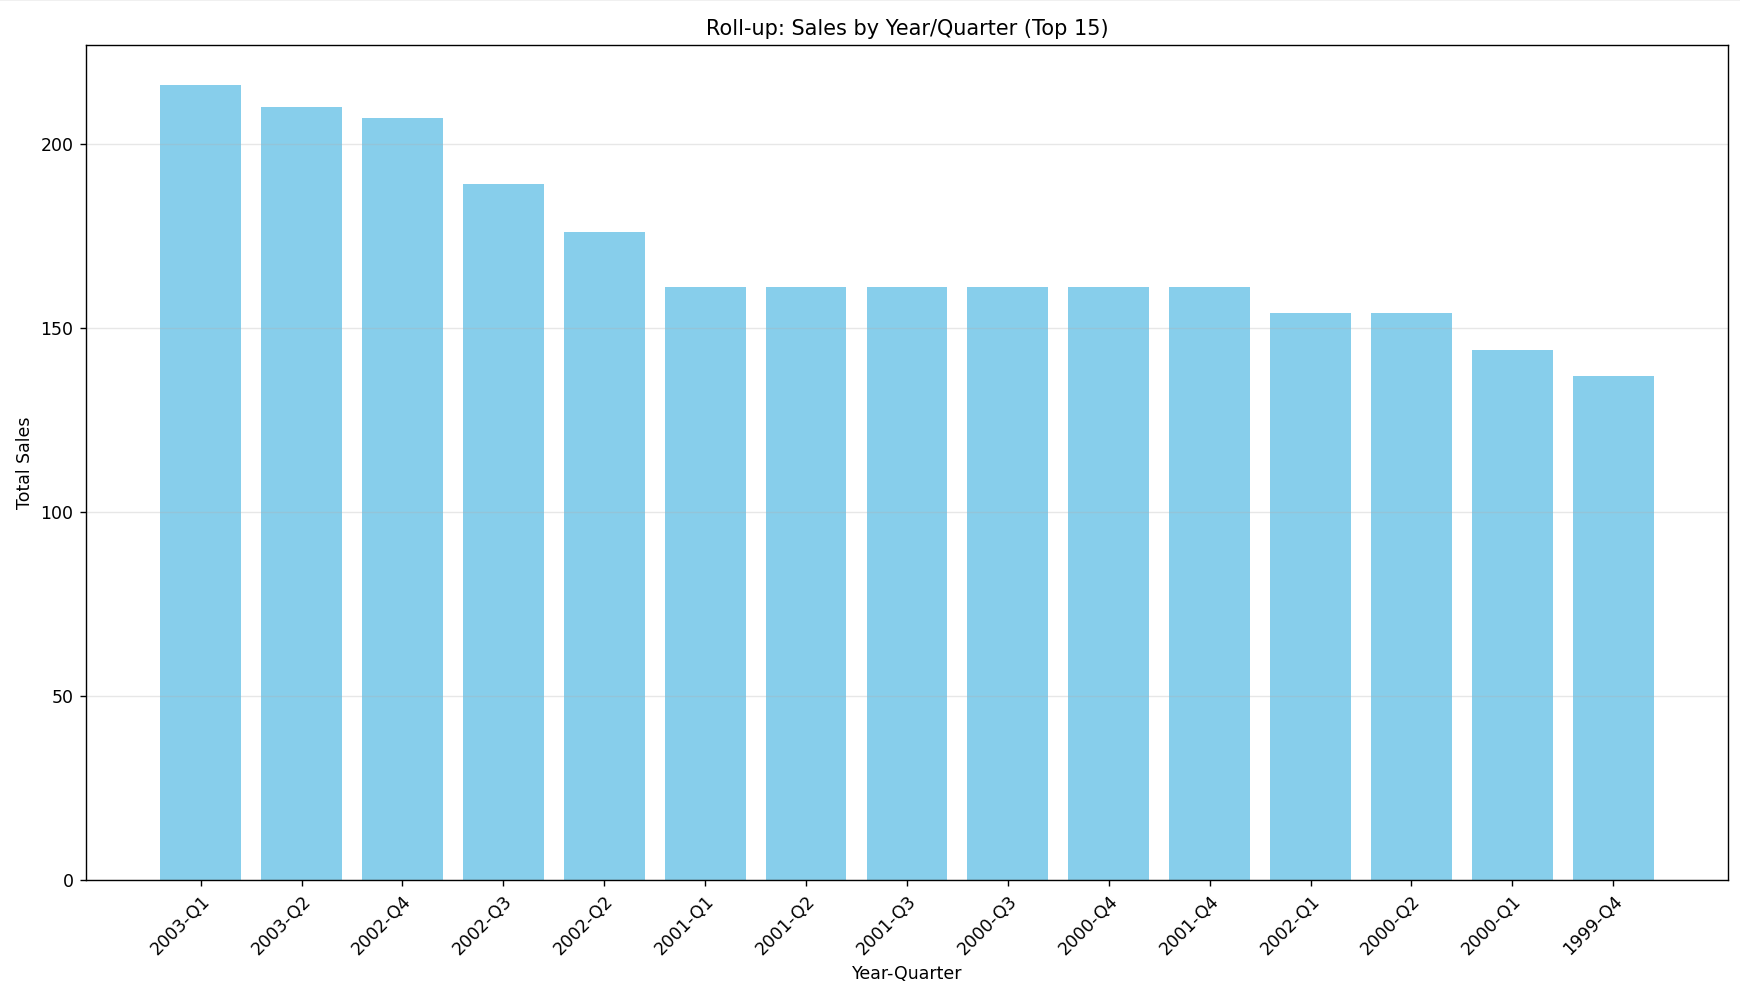 Roll-up: Sales by Year/Quarter (Top 15)
Total Sales
200
150
100
50
0
2003-Q1
2003-Q2
2002-Q4
2002-Q3
2002-Q2
2001-Q1
2001-Q2
2001-Q3
2000-Q3
2000-Q4
2001-Q4
2002-Q1
2000-Q2
2000-Q1
1999-Q4
Year-Quarter